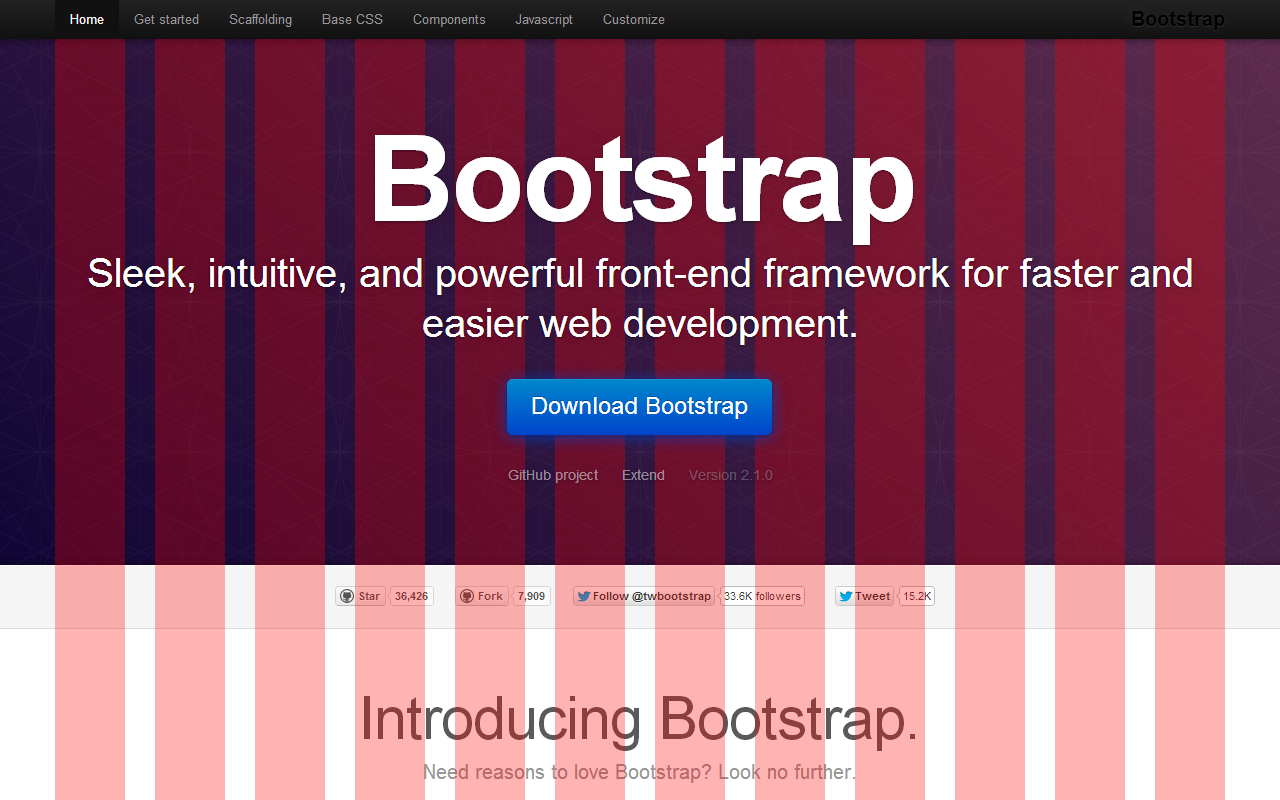 Home Get started Scaffolding Base CSS Components Javascript Customize Bootstrap
Bootstrap
Sleek, intuitive, and powerful front-end framework for faster and
easier web development.
Download Bootstrap
GitHub project Extend Version 2.1.0
Star 36,426 Fork 7,909 Follow @twbootstrap 33.6K followers Tweet 15.2K
Introducing Bootstrap.
Need reasons to love Bootstrap? Look no further.